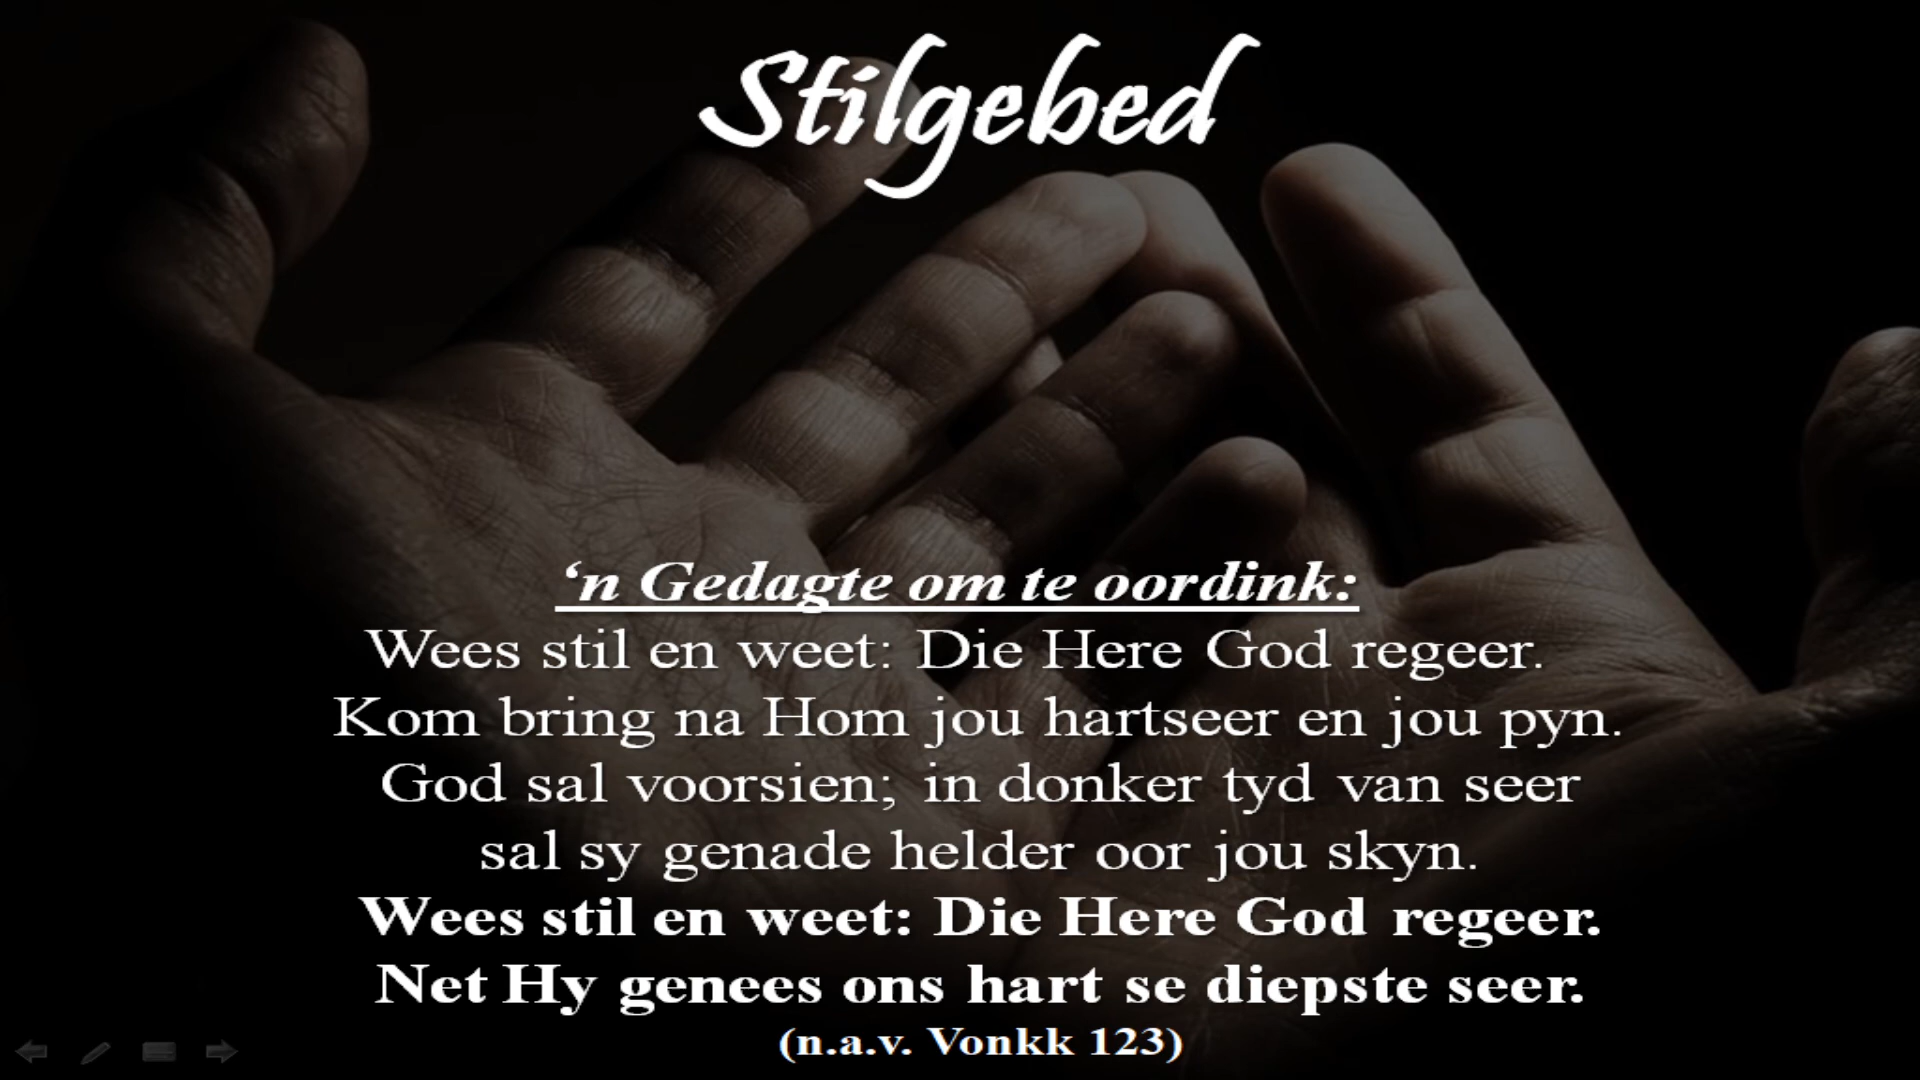 Stilgebed
‘n Gedagte om te oordink:
Wees stil en weet: Die Here God regeer.
Kom bring na Hom jou hartseer en jou pyn.
God sal voorsien; in donker tyd van seer
sal sy genade helder oor jou skyn.
Wees stil en weet: Die Here God regeer.
Net Hy genees ons hart se diepste seer.
(n.a.v. Vonkk 123)